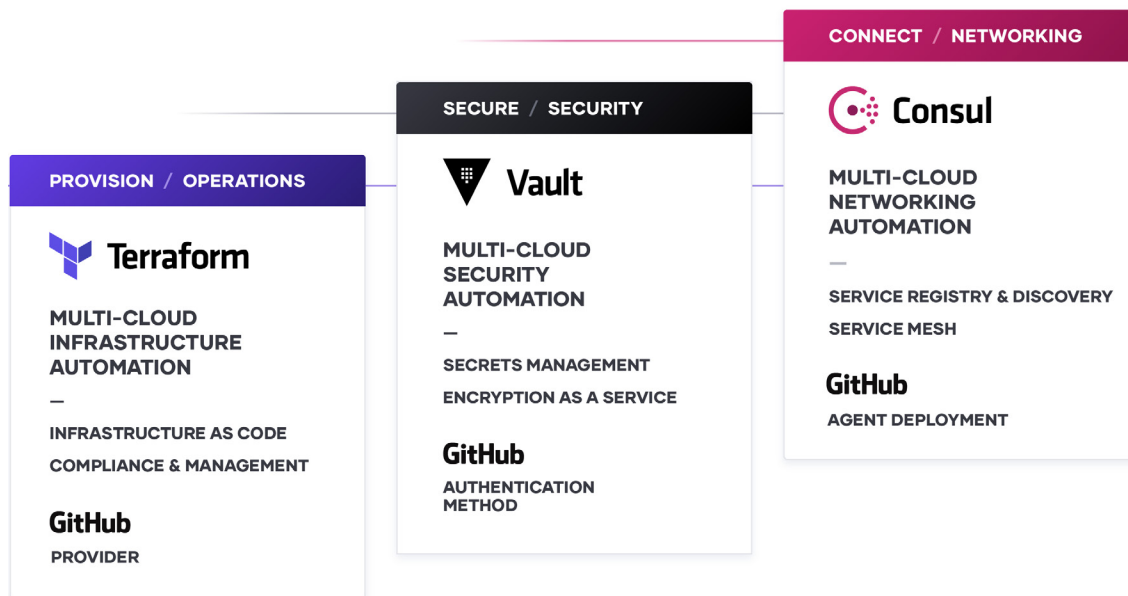 PROVISION / OPERATIONS
Terraform
MULTI-CLOUD
INFRASTRUCTURE
AUTOMATION
—
INFRASTRUCTURE AS CODE
COMPLIANCE & MANAGEMENT
GitHub
PROVIDER
SECURE / SECURITY
Vault
MULTI-CLOUD
SECURITY
AUTOMATION
—
SECRETS MANAGEMENT
ENCRYPTION AS A SERVICE
GitHub
AUTHENTICATION
METHOD
CONNECT / NETWORKING
Consul
MULTI-CLOUD
NETWORKING
AUTOMATION
—
SERVICE REGISTRY & DISCOVERY
SERVICE MESH
GitHub
AGENT DEPLOYMENT